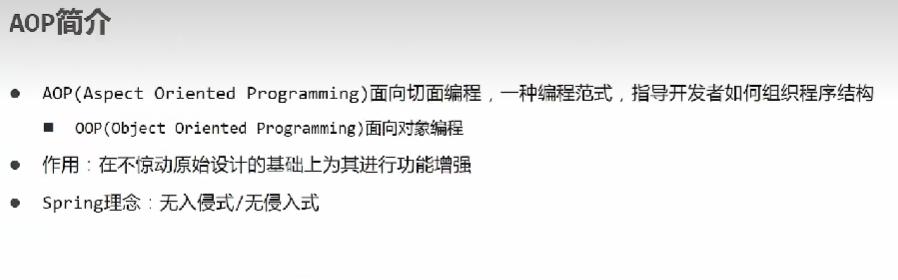 AOP简介
● AOP(Aspect Oriented Programming)面向切面编程，一种编程范式，指导开发者如何组织程序结构
■ OOP(Object Oriented Programming)面向对象编程
● 作用：在不惊动原始设计的基础上为其进行功能增强
● Spring理念：无入侵式/无侵入式